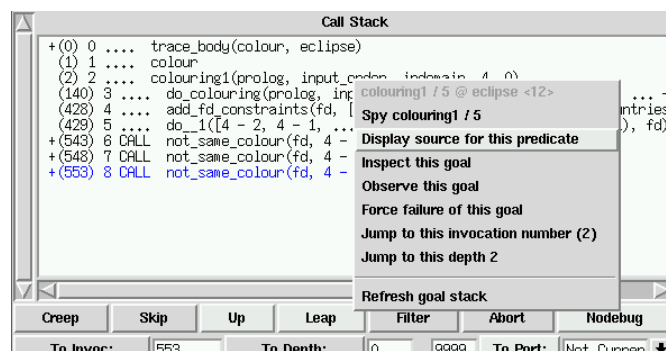 Call Stack
+(0) 0 .... trace_body(colour, eclipse)
(1) 1 .... colour
(2) 2 .... colouring1(prolog, input_order, indomain, 4, 0)
(140) 3 .... do_colouring(prolog, inp ... -
(428) 4 .... add_fd_constraints(fd, [ untries
(429) 5 .... do__1([4 - 2, 4 - 1, ... ), fd)
+(543) 6 CALL not_same_colour(fd, 4 -
+(548) 7 CALL not_same_colour(fd, 4 -
+(553) 8 CALL not_same_colour(fd, 4 -
colouring1 / 5 @ eclipse <12>
Spy colouring1 / 5
Display source for this predicate
Inspect this goal
Observe this goal
Force failure of this goal
Jump to this invocation number (2)
Jump to this depth 2
Refresh goal stack
Creep Skip Up Leap Filter Abort Nodebug
To Invoc: 553 To Depth: 0 9999 To Port: Not Curren